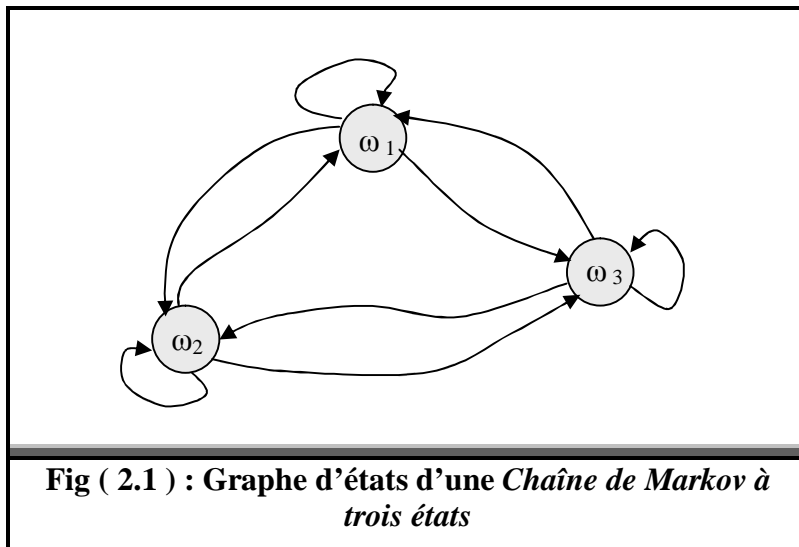 ω 1
ω 3
ω2
Fig ( 2.1 ) : Graphe d'états d'une Chaîne de Markov à
trois états